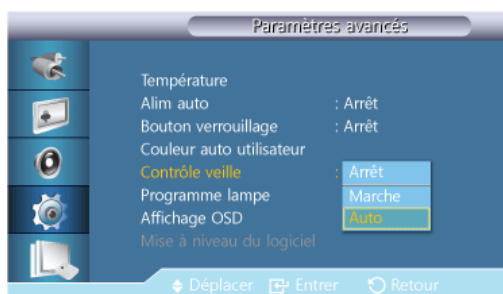 Paramètres avancés
Température
Alim auto : Arrêt
Bouton verrouillage : Arrêt
Couleur auto utilisateur
Contrôle veille : Arrêt
Programme lampe Marche
Affichage OSD Auto
Mise à niveau du logiciel
Déplacer Entrer Retour